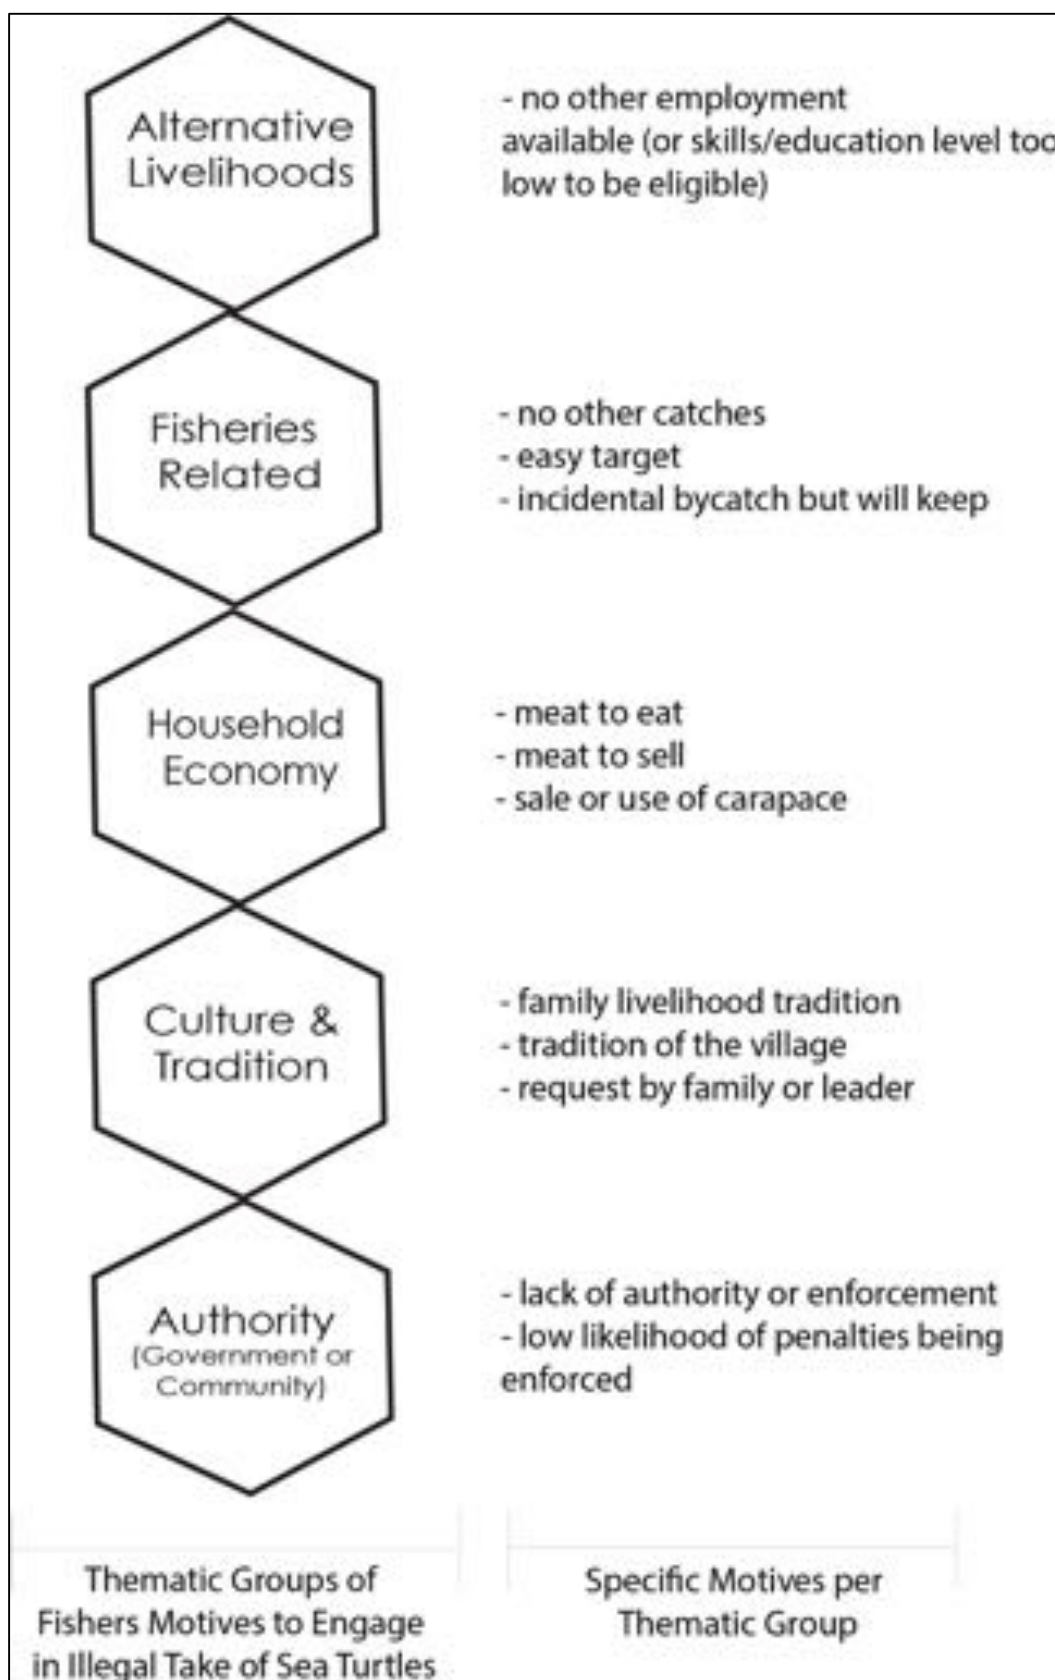 Alternative
Livelihoods
- no other employment
available (or skills/education level too
low to be eligible)
Fisheries
Related
- no other catches
- easy target
- incidental bycatch but will keep
Household
Economy
- meat to eat
- meat to sell
- sale or use of carapace
Culture &
Tradition
- family livelihood tradition
- tradition of the village
- request by family or leader
Authority
(Government or
Community)
- lack of authority or enforcement
- low likelihood of penalties being
enforced
Thematic Groups of
Fishers Motives to Engage
in Illegal Take of Sea Turtles
Specific Motives per
Thematic Group